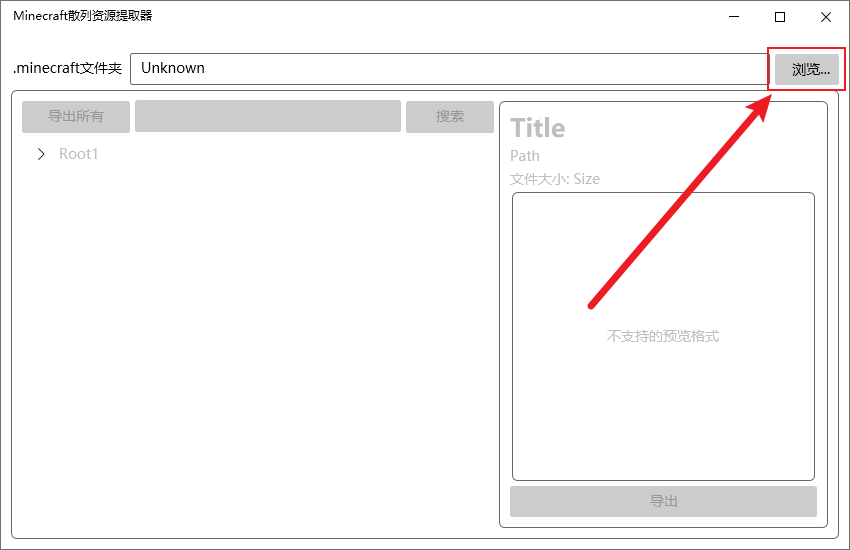 Minecraft散列资源提取器
.minecraft文件夹 Unknown 浏览...
导出所有 搜索
Root1
Title
Path
文件大小: Size
不支持的预览格式
导出